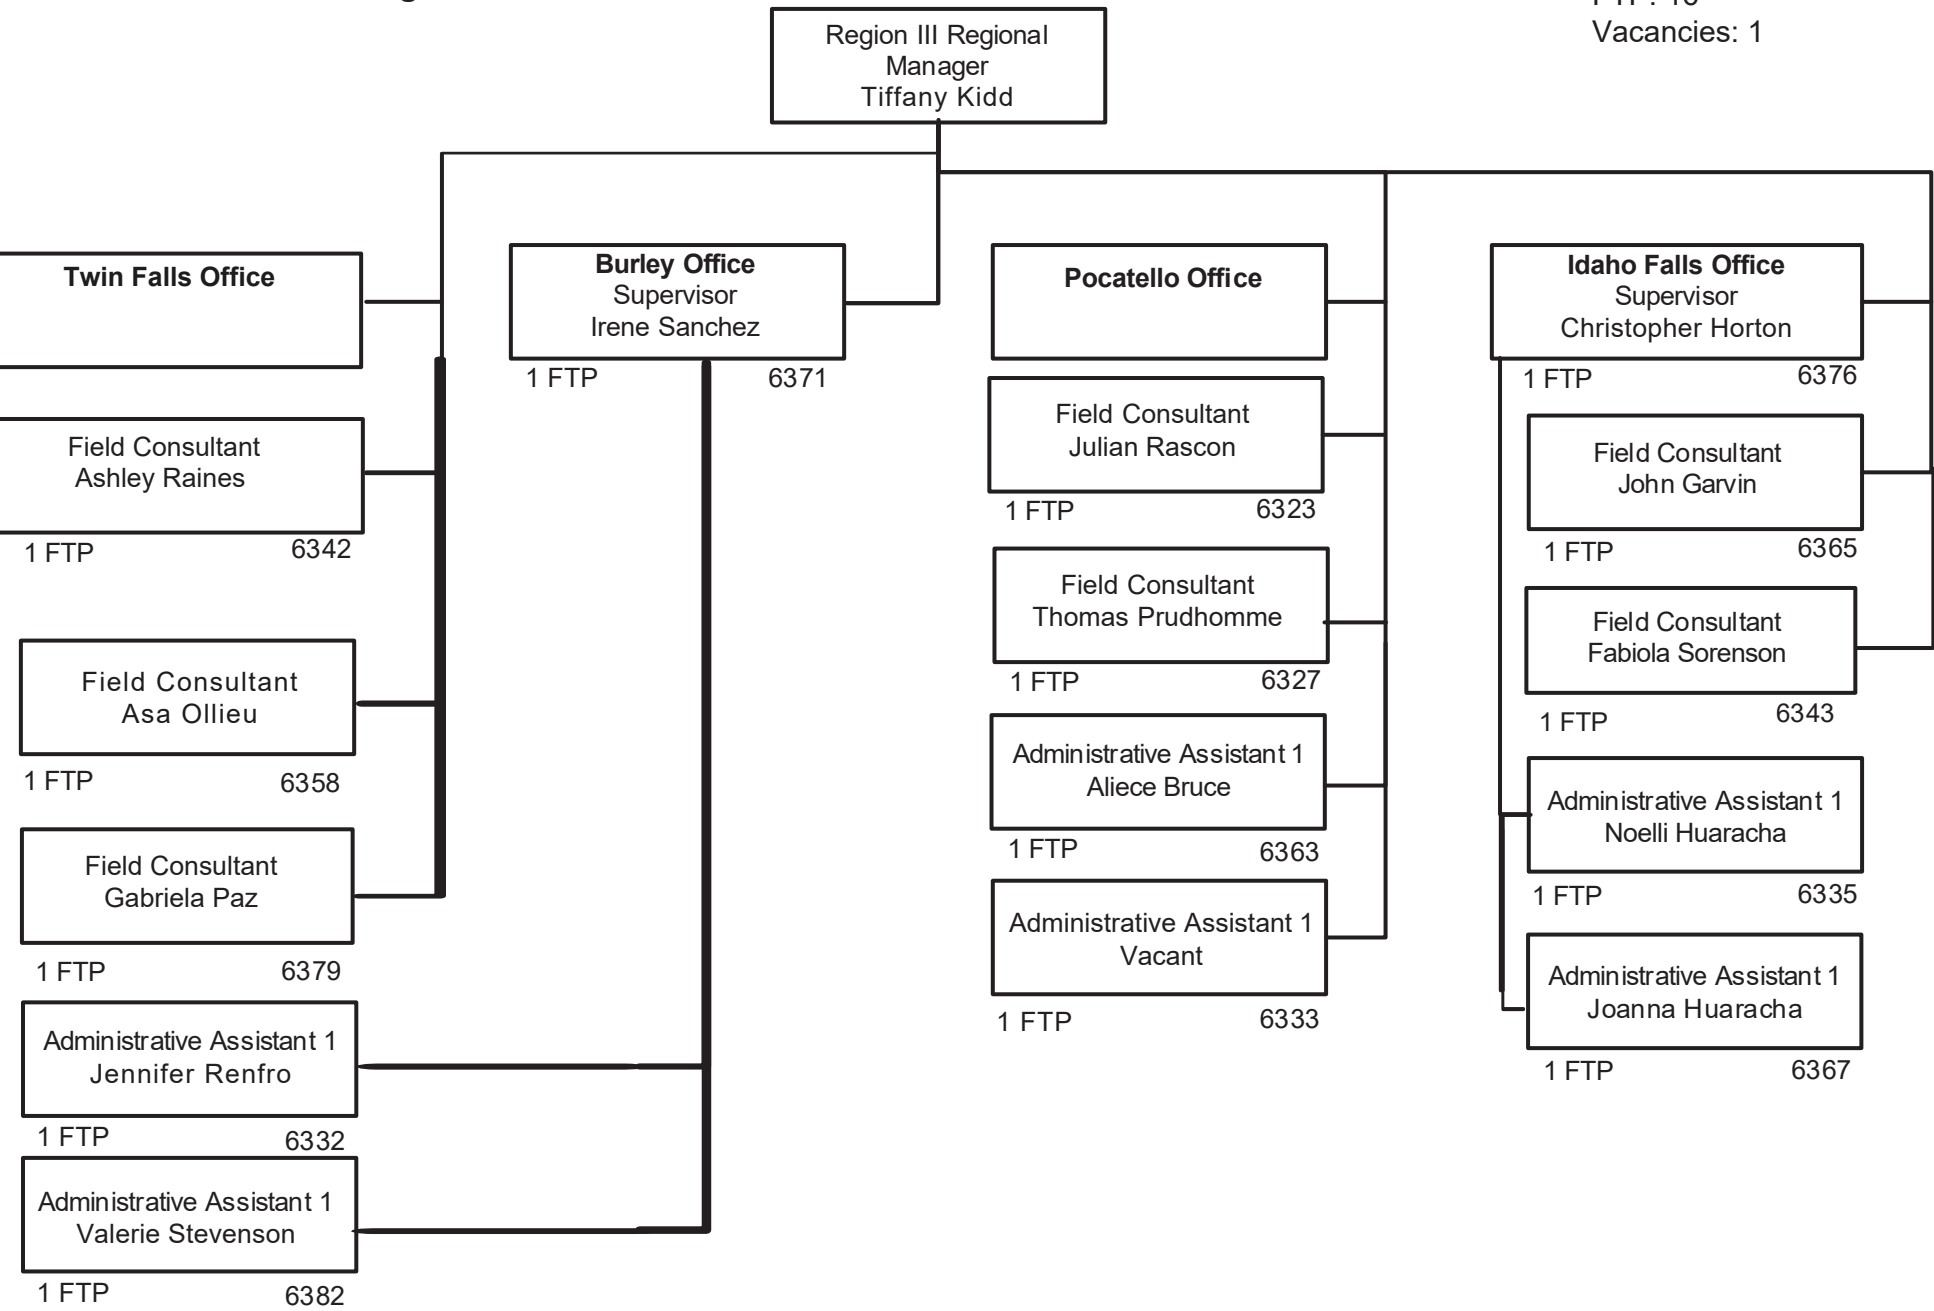 Vacancies: 1
Region III Regional
Manager
Tiffany Kidd
Twin Falls Office
Field Consultant
Ashley Raines
1 FTP 6342
Field Consultant
Asa Ollieu
1 FTP 6358
Field Consultant
Gabriela Paz
1 FTP 6379
Administrative Assistant 1
Jennifer Renfro
1 FTP 6332
Administrative Assistant 1
Valerie Stevenson
1 FTP 6382
Burley Office
Supervisor
Irene Sanchez
1 FTP 6371
Pocatello Office
Field Consultant
Julian Rascon
1 FTP 6323
Field Consultant
Thomas Prudhomme
1 FTP 6327
Administrative Assistant 1
Aliece Bruce
1 FTP 6363
Administrative Assistant 1
Vacant
1 FTP 6333
Idaho Falls Office
Supervisor
Christopher Horton
1 FTP 6376
Field Consultant
John Garvin
1 FTP 6365
Field Consultant
Fabiola Sorenson
1 FTP 6343
Administrative Assistant 1
Noelli Huaracha
1 FTP 6335
Administrative Assistant 1
Joanna Huaracha
1 FTP 6367